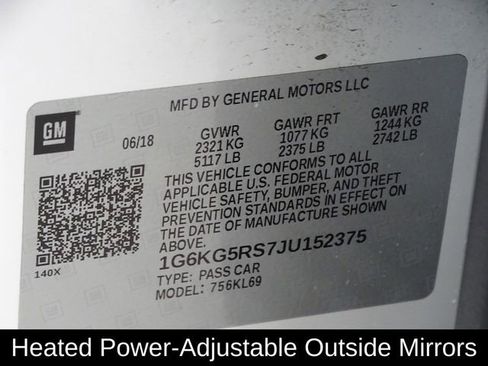 MFD BY GENERAL MOTORS LLC
GM
06/18 GVWR GAWR FRT GAWR RR
2321 KG 1077 KG 1244 KG
5117 LB 2375 LB 2742 LB
THIS VEHICLE CONFORMS TO ALL
APPLICABLE U.S. FEDERAL MOTOR
VEHICLE SAFETY, BUMPER, AND THEFT
PREVENTION STANDARDS IN EFFECT ON
THE DATE OF MANUFACTURE SHOWN
ABOVE.
1G6KG5RS7JU152375
140X
TYPE: PASS CAR
MODEL: 756KL69
Heated Power-Adjustable Outside Mirrors